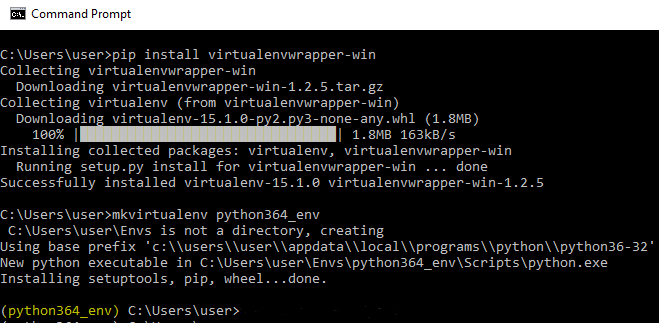 Command Prompt
C:\Users\user>pip install virtualenvwrapper-win
Collecting virtualenvwrapper-win
  Downloading virtualenvwrapper-win-1.2.5.tar.gz
Collecting virtualenv (from virtualenvwrapper-win)
  Downloading virtualenv-15.1.0-py2.py3-none-any.whl (1.8MB)
    100% |████████████████████████████████| 1.8MB 163kB/s
Installing collected packages: virtualenv, virtualenvwrapper-win
  Running setup.py install for virtualenvwrapper-win ... done
Successfully installed virtualenv-15.1.0 virtualenvwrapper-win-1.2.5
C:\Users\user>mkvirtualenv python364_env
 C:\Users\user\Envs is not a directory, creating
Using base prefix 'c:\\users\\user\\appdata\\local\\programs\\python\\python36-32'
New python executable in C:\Users\user\Envs\python364_env\Scripts\python.exe
Installing setuptools, pip, wheel...done.
(python364_env) C:\Users\user>